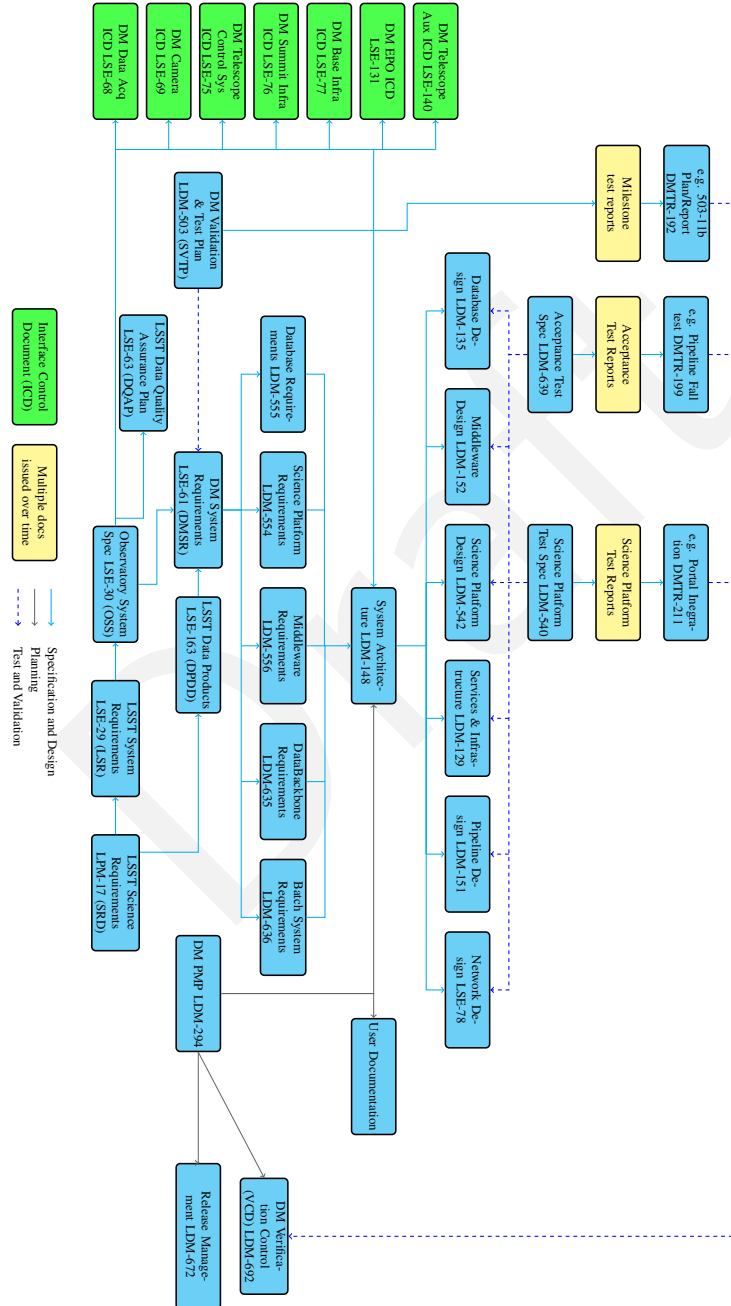 DM Data Acq
ICD LSE-68
DM Camera
ICD LSE-69
DM Telescope
Control Sys
ICD LSE-75
DM Summit Infra
ICD LSE-76
DM Base Infra
ICD LSE-77
DM EPO ICD
LSE-131
DM Telescope
Aux ICD LSE-140
DM Validation
& Test Plan
LDM-503 (SVTP)
Milestone
test reports
e.g. 503-11b
Plan/Report
DMTR-192
Database De-
sign LDM-135
Acceptance Test
Spec LDM-639
Acceptance
Test Reports
e.g. Pipeline Fall
test DMTR-199
Interface Control
Document (ICD)
LSST Data Quality
Assurance Plan
LSE-63 (DQAP)
Database Require-
ments LDM-555
Middleware
Design LDM-152
Multiple docs
issued over time
Observatory System
Spec LSE-30 (OSS)
DM System
Requirements
LSE-61 (DMSR)
Science Platform
Requirements
LDM-554
Science Platform
Design LDM-542
Science Platform
Test Spec LDM-540
Science Platform
Test Reports
e.g. Portal Inegra-
tion DMTR-211
LSST Data Products
LSE-163 (DPDD)
Middleware
Requirements
LDM-556
System Architec-
ture LDM-148
Specification and Design
Planning
Test and Validation
LSST System
Requirements
LSE-29 (LSR)
DataBackbone
Requirements
LDM-635
Services & Infras-
tructure LDM-129
LSST Science
Requirements
LPM-17 (SRD)
Batch System
Requirements
LDM-636
Pipeline De-
sign LDM-151
DM PMP LDM-294
Network De-
sign LSE-78
User Documentation
Release Manage-
ment LDM-672
DM Verifica-
tion Control
(VCD) LDM-692
Draft